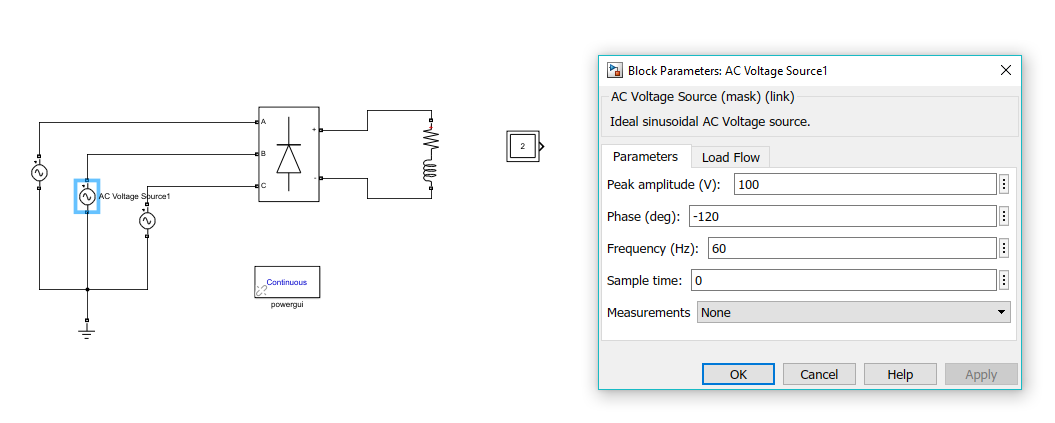 A
B
C
+
-
AC Voltage Source1
2
Continuous
powergui
Block Parameters: AC Voltage Source1
AC Voltage Source (mask) (link)
Ideal sinusoidal AC Voltage source.
Parameters Load Flow
Peak amplitude (V): 100
Phase (deg): -120
Frequency (Hz): 60
Sample time: 0
Measurements None
OK Cancel Help Apply